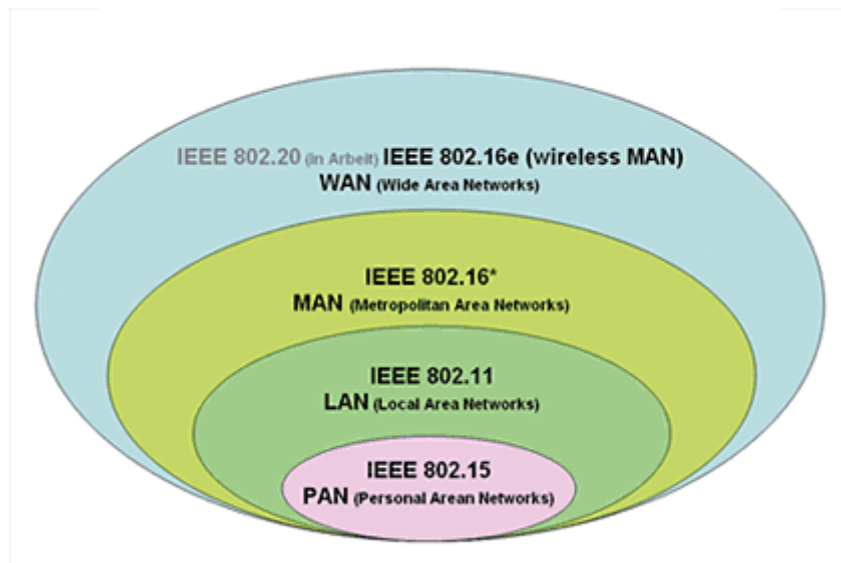 IEEE 802.20 (In Arbeit) IEEE 802.16e (wireless MAN)
WAN (Wide Area Networks)
IEEE 802.16*
MAN (Metropolitan Area Networks)
IEEE 802.11
LAN (Local Area Networks)
IEEE 802.15
PAN (Personal Arean Networks)